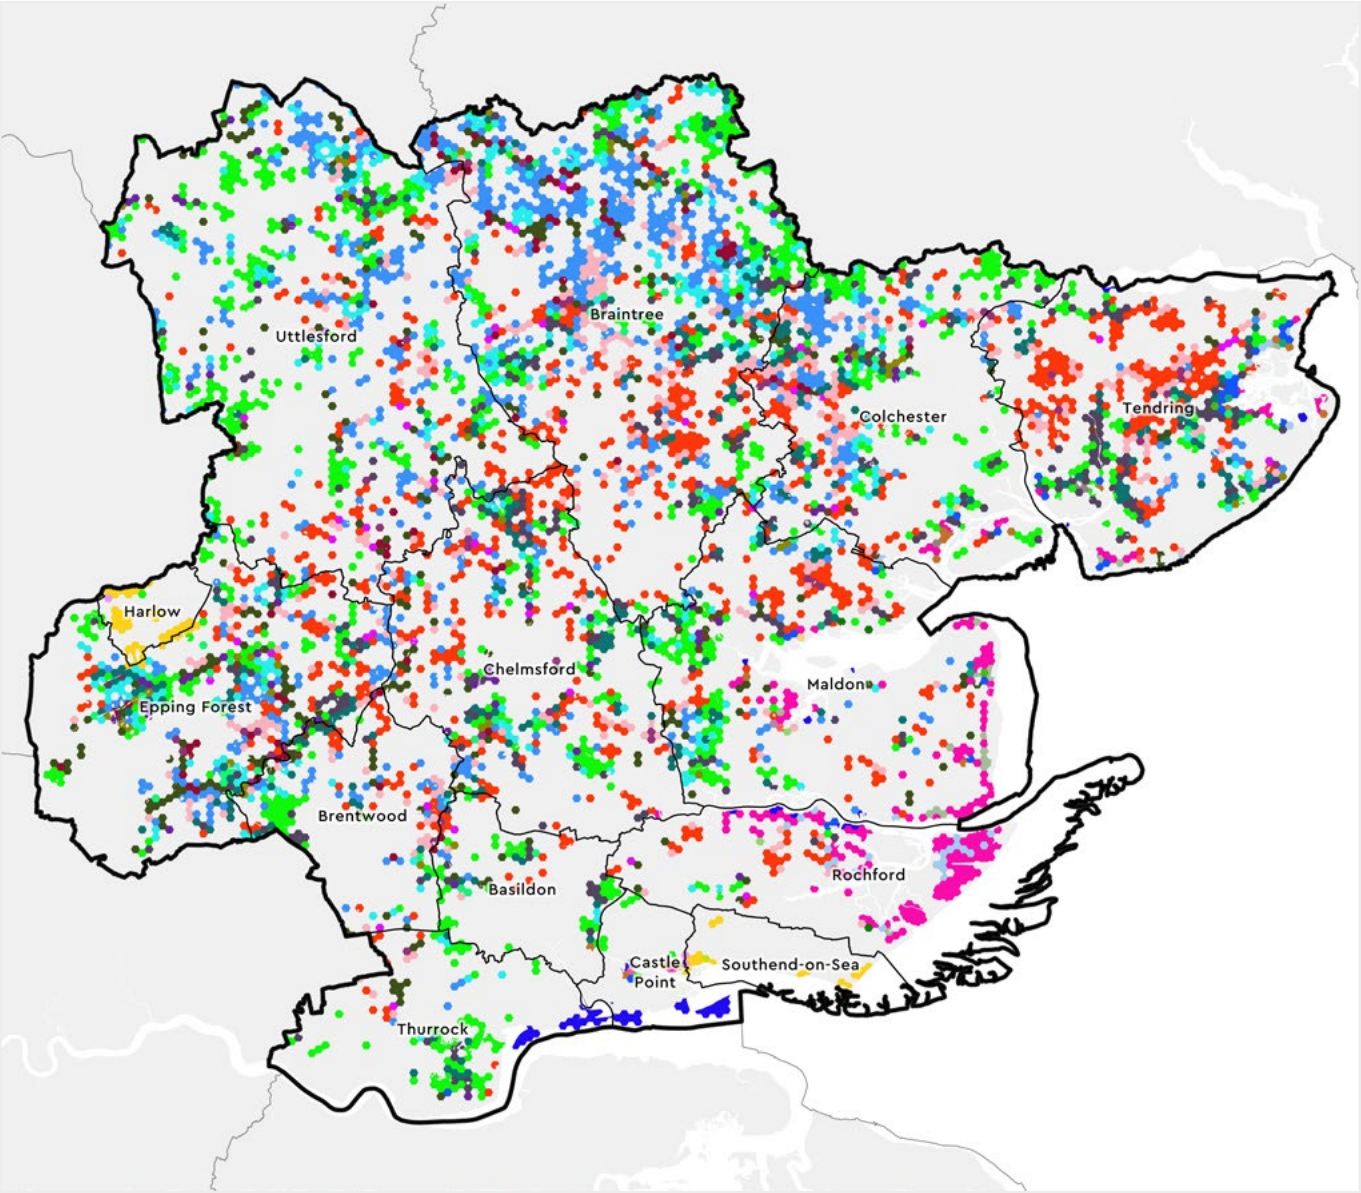 Braintree
Uttlesford
Tendring
Colchester
Harlow
Chelmsford
Maldon
Epping Forest
Brentwood
Rochford
Basildon
Castle
Point
Southend-on-Sea
Thurrock